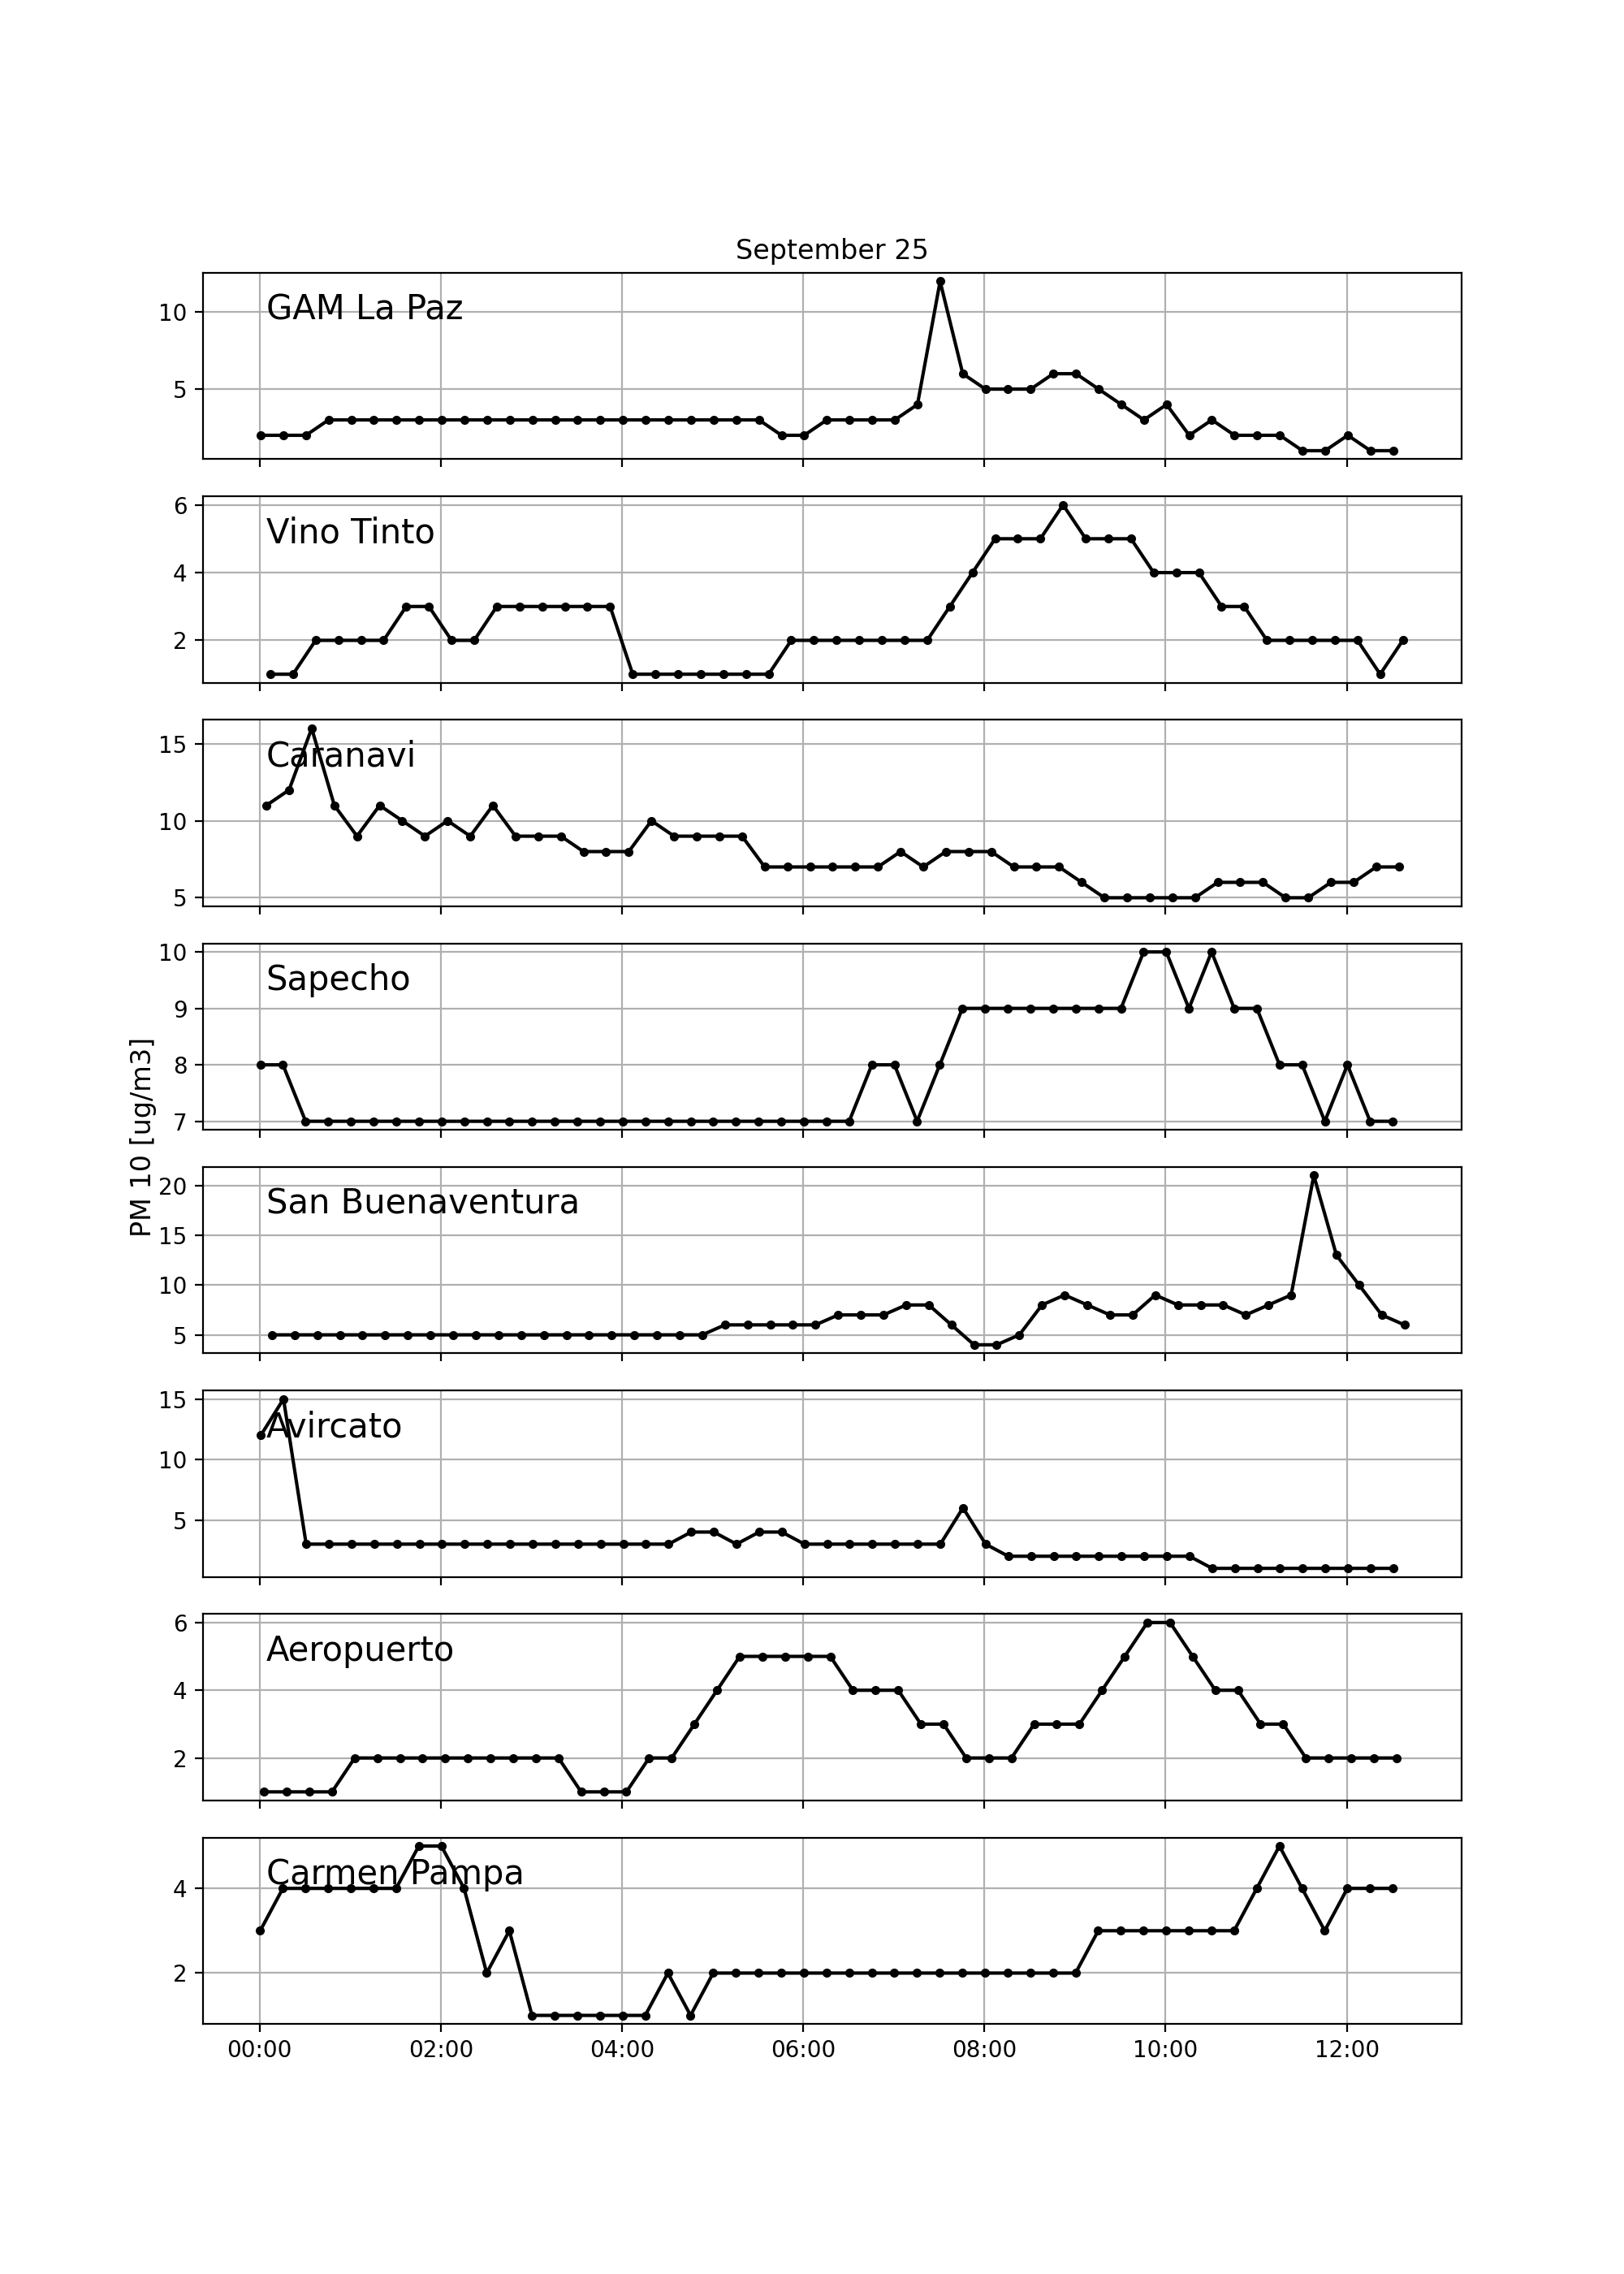 September 25
GAM La Paz
10
5
Vino Tinto
6
4
2
Caranavi
15
10
5
Sapecho
10
9
8
7
PM 10 [ug/m3]
San Buenaventura
20
15
10
5
Avircato
15
10
5
Aeropuerto
6
4
2
Carmen Pampa
4
2
00:00 02:00 04:00 06:00 08:00 10:00 12:00